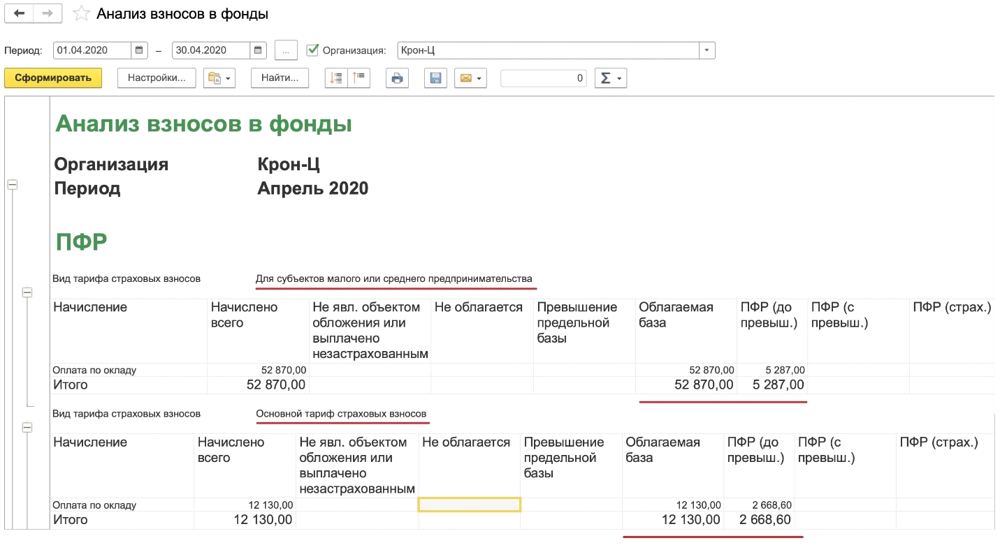 Анализ взносов в фонды
Период: 01.04.2020 – 30.04.2020 ... Организация: Крон-Ц
Сформировать Настройки... Найти... 0 Σ
Анализ взносов в фонды
Организация Крон-Ц
Период Апрель 2020
ПФР
Вид тарифа страховых взносов Для субъектов малого или среднего предпринимательства
Начисление Начислено Не явл. объектом Не облагается Превышение Облагаемая ПФР (до ПФР (с ПФР (страх.)
всего обложения или предельной база превыш.) превыш.)
выплачено базы
незастрахованным
Оплата по окладу 52 870,00 52 870,00 5 287,00
Итого 52 870,00 52 870,00 5 287,00
Вид тарифа страховых взносов Основной тариф страховых взносов
Начисление Начислено Не явл. объектом Не облагается Превышение Облагаемая ПФР (до ПФР (с ПФР (страх.)
всего обложения или предельной база превыш.) превыш.)
выплачено базы
незастрахованным
Оплата по окладу 12 130,00 12 130,00 2 668,60
Итого 12 130,00 12 130,00 2 668,60